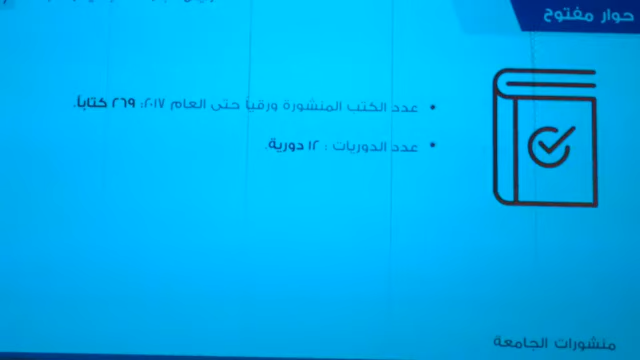 حوار مفتوح
عدد الكتب المنشورة ورقياً حتى العام ٢٠١٧: ٢٦٩ كتاباً.
عدد الدوريات : ١٢ دورية.
منشورات الجامعة